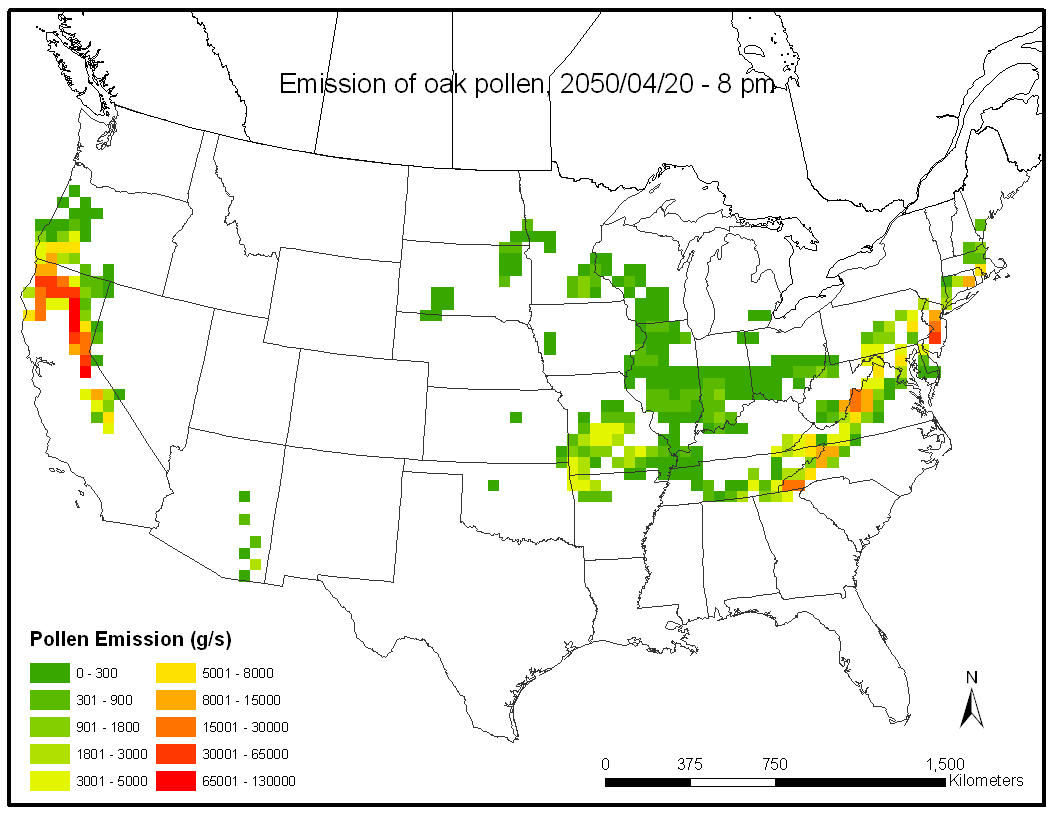 Emission of oak pollen, 2050/04/20 - 8 pm
Pollen Emission (g/s)
0 - 300
301 - 900
901 - 1800
1801 - 3000
3001 - 5000
5001 - 8000
8001 - 15000
15001 - 30000
30001 - 65000
65001 - 130000
N
0 375 750 1,500
Kilometers